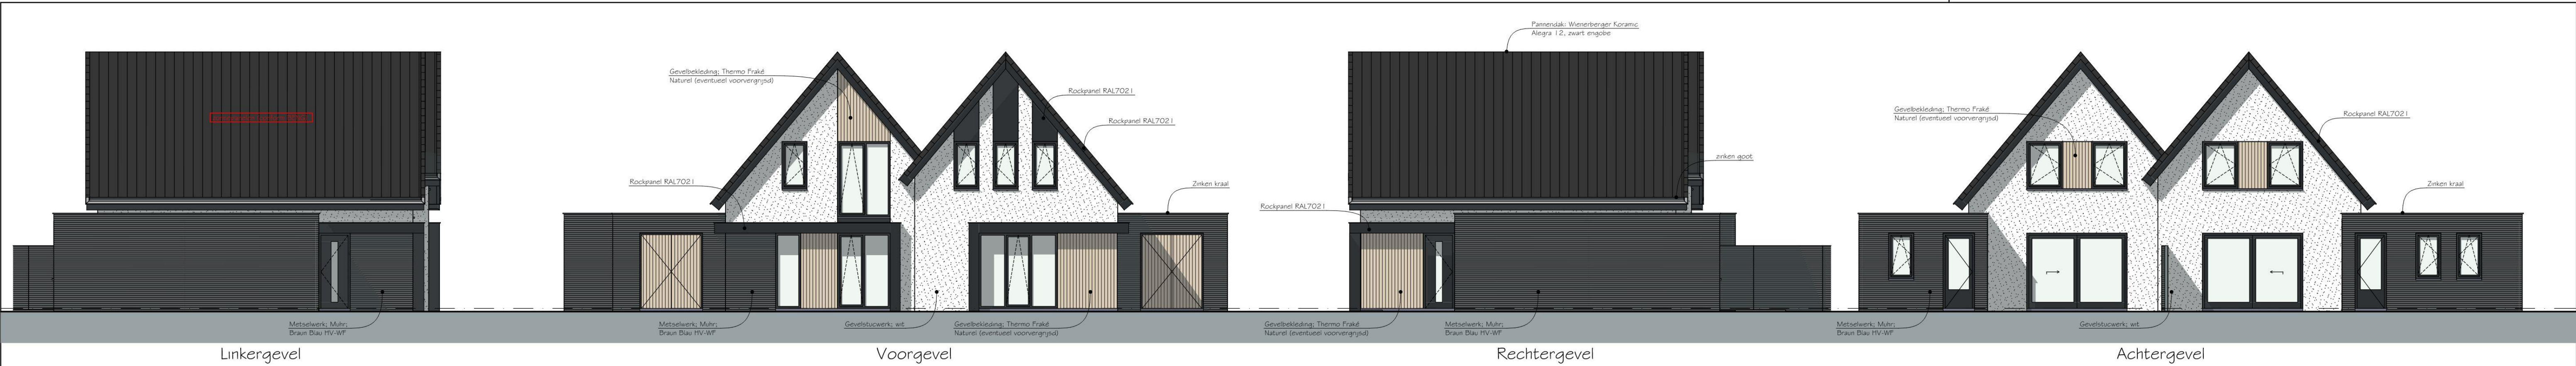 Pannendak: Wienerberger Koramic
Alegra 12, zwart engobe
Gevelbekleding; Thermo Fraké
Naturel (eventueel voorvergrijsd)
Rockpanel RAL7021
Rockpanel RAL7021
Rockpanel RAL7021
Zinken kraal
zinken goot
Rockpanel RAL7021
Gevelbekleding; Thermo Fraké
Naturel (eventueel voorvergrijsd)
Rockpanel RAL7021
Zinken kraal
Metselwerk; Muhr;
Braun Blau HV-WF
Metselwerk; Muhr;
Braun Blau HV-WF
Gevelstucwerk; wit
Gevelbekleding; Thermo Fraké
Naturel (eventueel voorvergrijsd)
Gevelbekleding; Thermo Fraké
Naturel (eventueel voorvergrijsd)
Metselwerk; Muhr;
Braun Blau HV-WF
Metselwerk; Muhr;
Braun Blau HV-WF
Gevelstucwerk; wit
Linkergevel
Voorgevel
Rechtergevel
Achtergevel